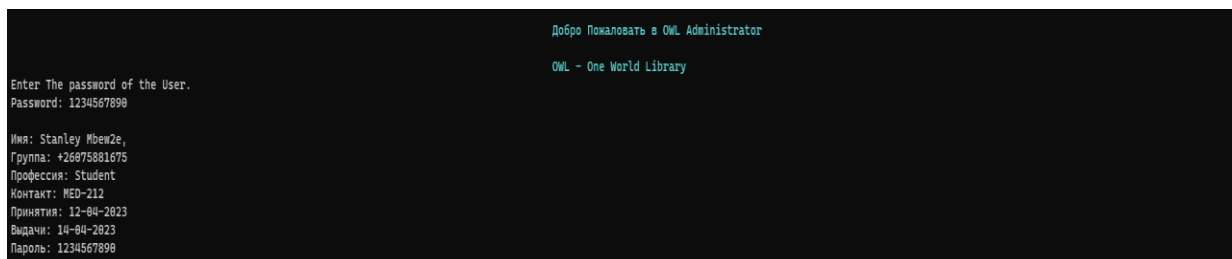 Добро Пожаловать в OWL Administrator
OWL - One World Library
Enter The password of the User.
Password: 1234567890
Имя: Stanley Mbew2e,
Группа: +26075881675
Профессия: Student
Контакт: MED-212
Принятия: 12-04-2023
Выдачи: 14-04-2023
Пароль: 1234567890